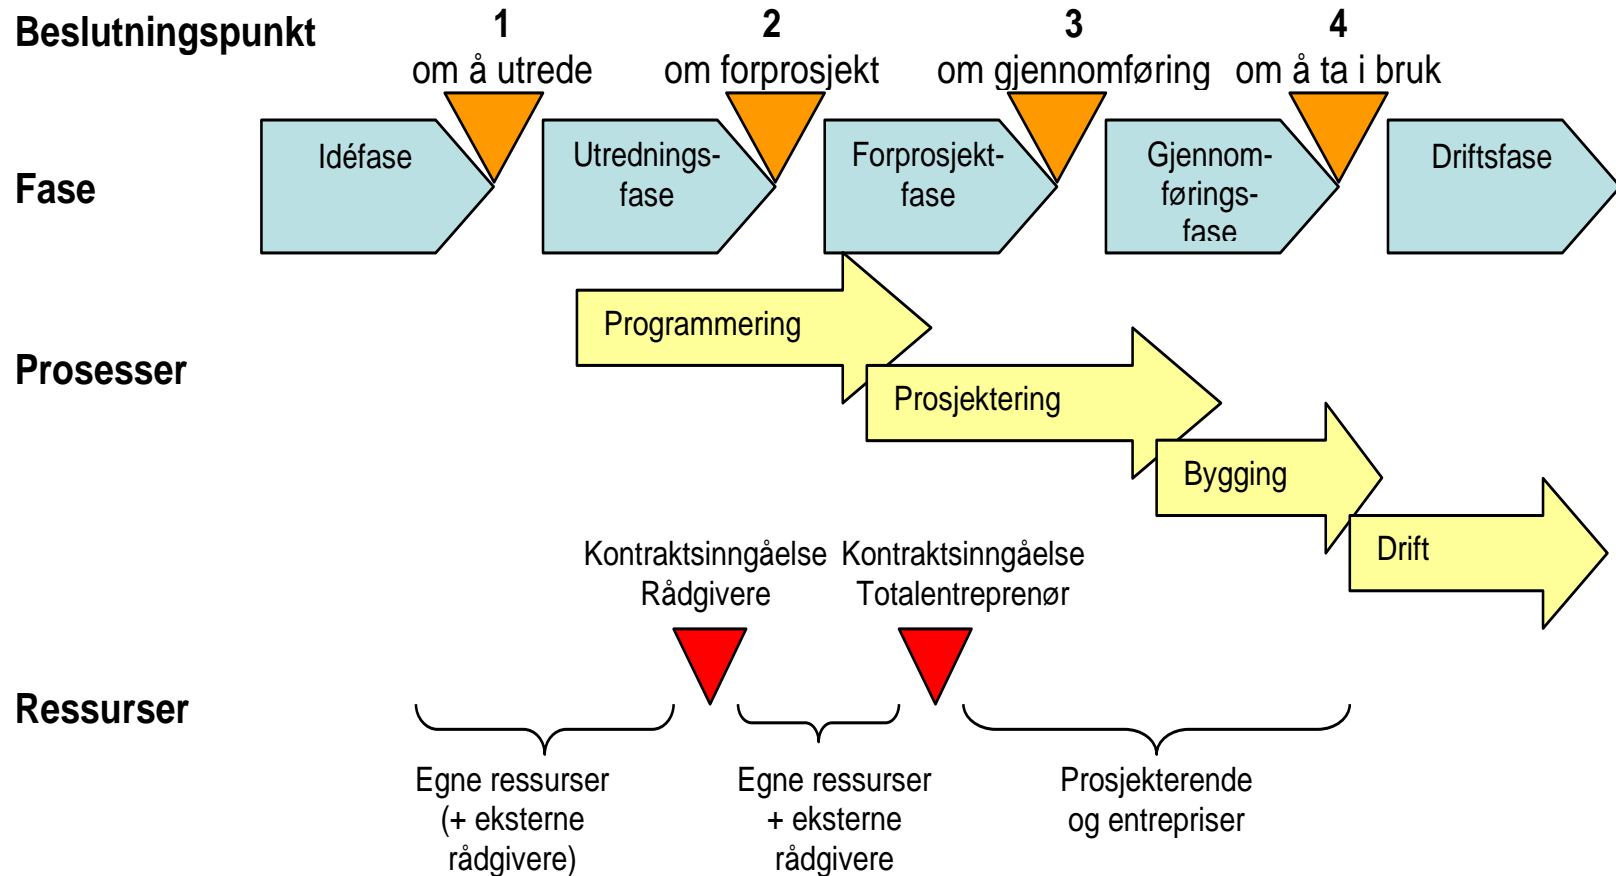 Beslutningspunkt
1
om å utrede
2
om forprosjekt
3
om gjennomføring
4
om å ta i bruk
Fase
Idéfase
Utrednings-
fase
Forprosjekt-
fase
Gjennom-
førings-
fase
Driftsfase
Prosesser
Programmering
Prosjektering
Bygging
Drift
Kontraktsinngåelse
Rådgivere
Kontraktsinngåelse
Totalentreprenør
Ressurser
Egne ressurser
(+ eksterne
rådgivere)
Egne ressurser
+ eksterne
rådgivere
Prosjekterende
og entrepriser